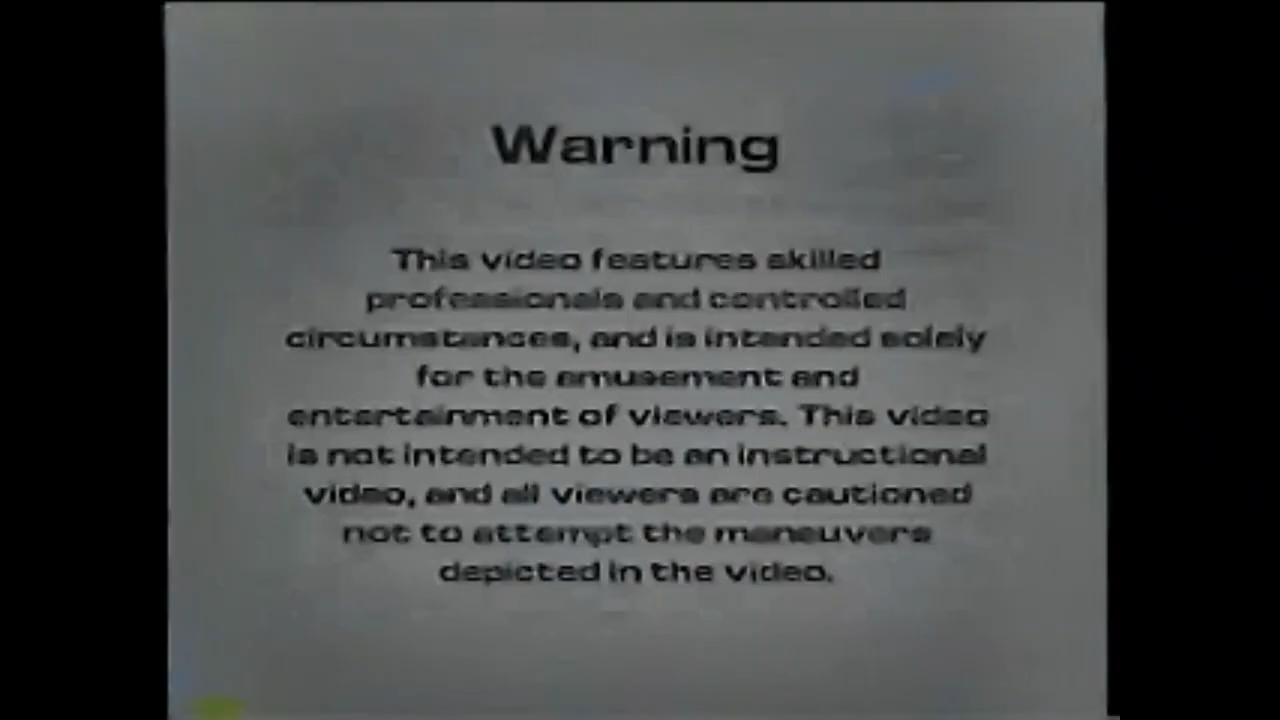 Warning
This video features skilled
professionals and controlled
circumstances, and is intended solely
for the amusement and
entertainment of viewers. This video
is not intended to be an instructional
video, and all viewers are cautioned
not to attempt the maneuvers
depicted in the video.